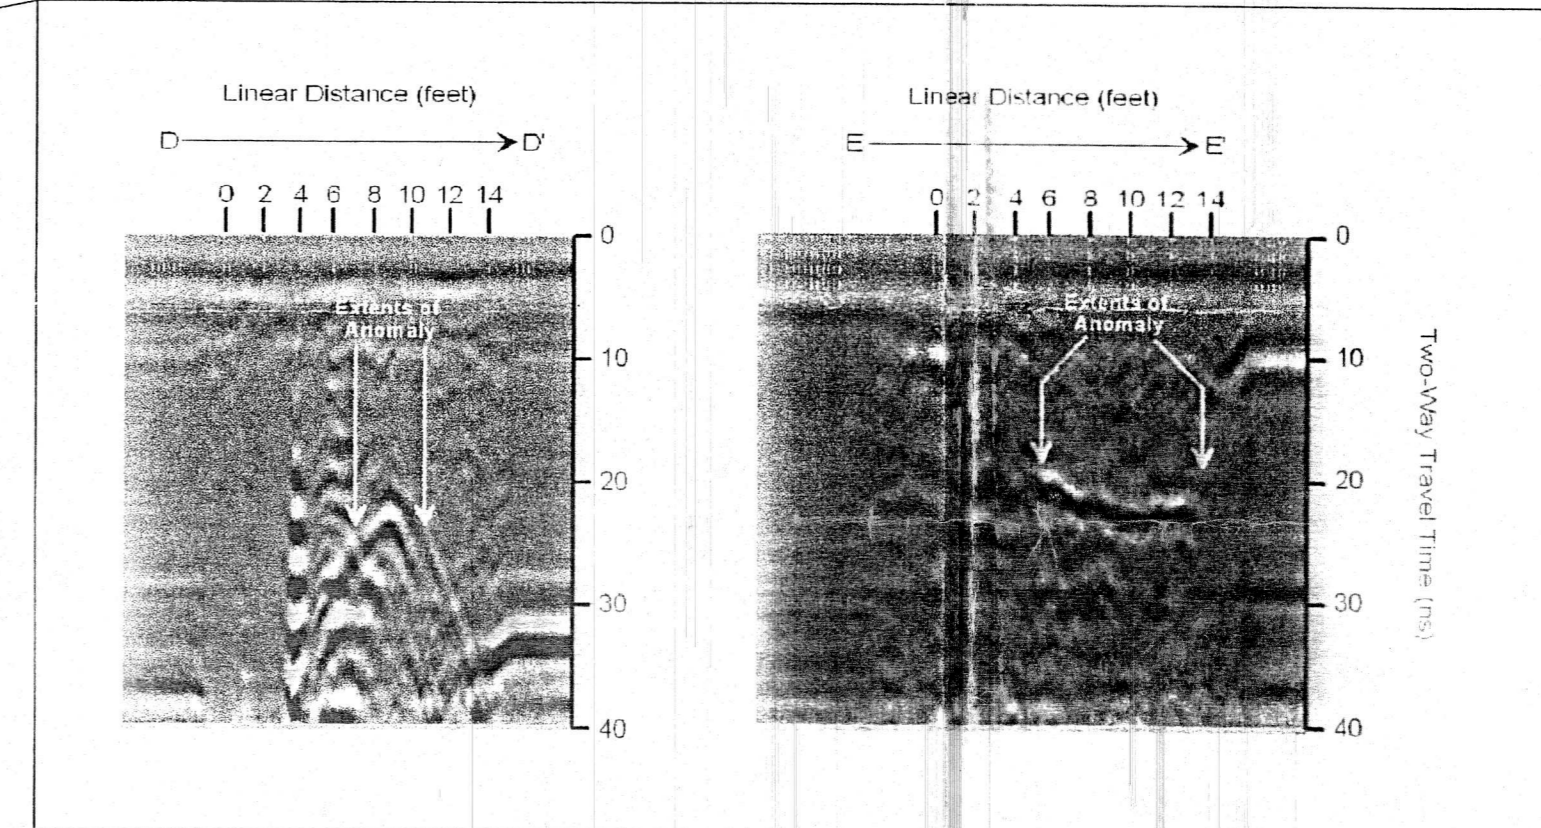 Linear Distance (feet)
D D'
0 2 4 6 8 10 12 14
0
Extents of
Anomaly
10
20
30
40
Linear Distance (feet)
E E'
0 2 4 6 8 10 12 14
0
Extents of
Anomaly
10
20
30
40
Two-Way Travel Time (ns)